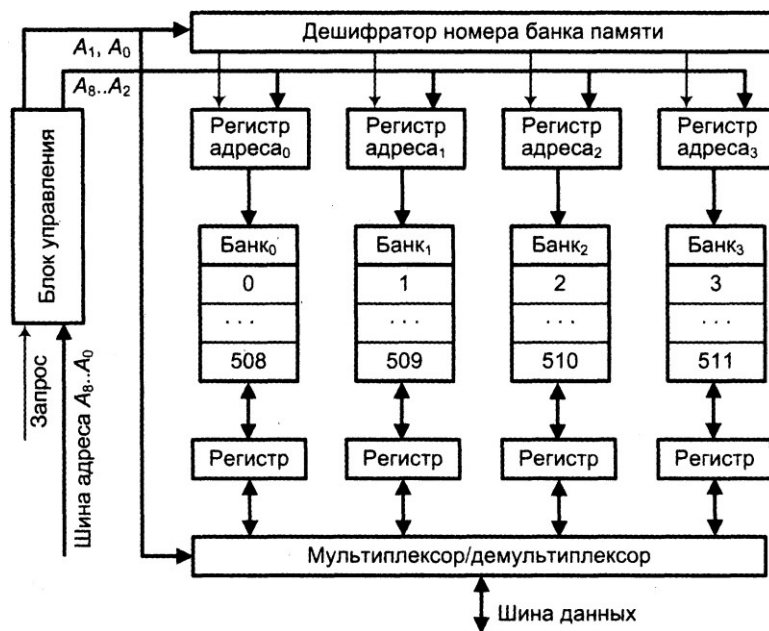 Дешифратор номера банка памяти
A₁, A₀
A₈..A₂
Регистр адреса₀
Регистр адреса₁
Регистр адреса₂
Регистр адреса₃
Блок управления
Банк₀
Банк₁
Банк₂
Банк₃
0
1
2
3
. . .
. . .
. . .
. . .
508
509
510
511
Запрос
Шина адреса A₈..A₀
Регистр
Регистр
Регистр
Регистр
Мультиплексор/демультиплексор
Шина данных